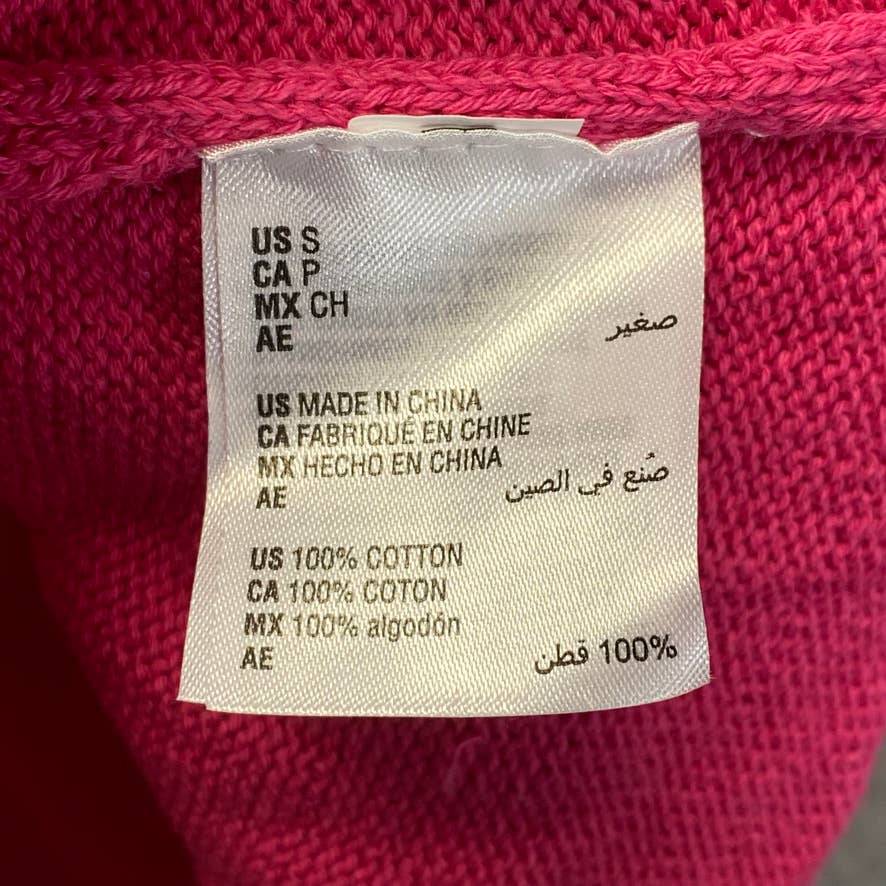 US S
CA P
MX CH
AE صغير
US MADE IN CHINA
CA FABRIQUÉ EN CHINE
MX HECHO EN CHINA
AE صُنع في الصين
US 100% COTTON
CA 100% COTON
MX 100% algodón
AE 100% قطن